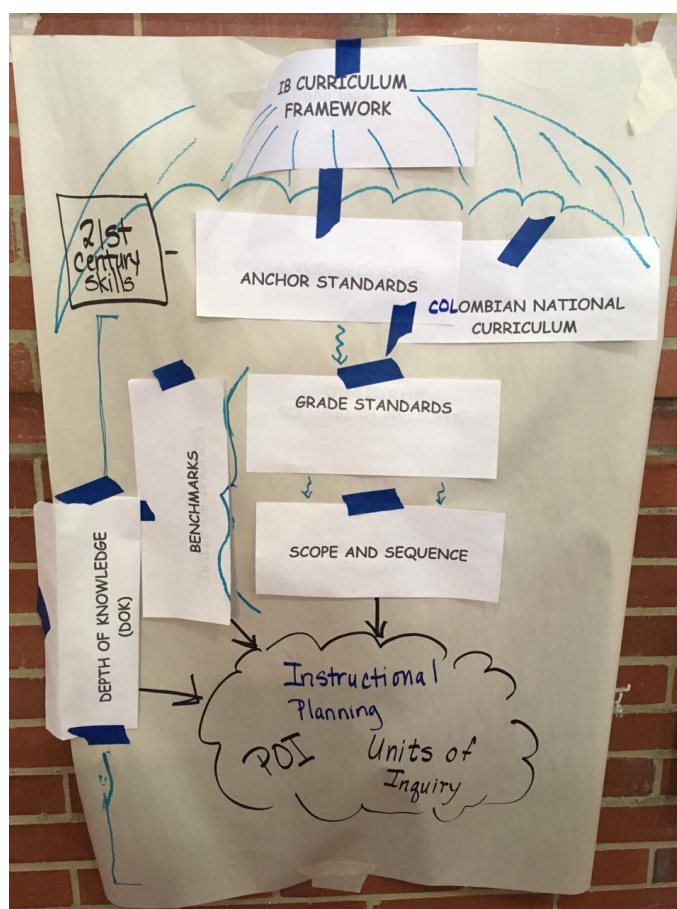 IB CURRICULUM
FRAMEWORK
21st
century
skills
ANCHOR STANDARDS
COLOMBIAN NATIONAL
CURRICULUM
GRADE STANDARDS
BENCHMARKS
SCOPE AND SEQUENCE
DEPTH OF KNOWLEDGE
(DOK)
Instructional
Planning
POI
Units of
Inquiry